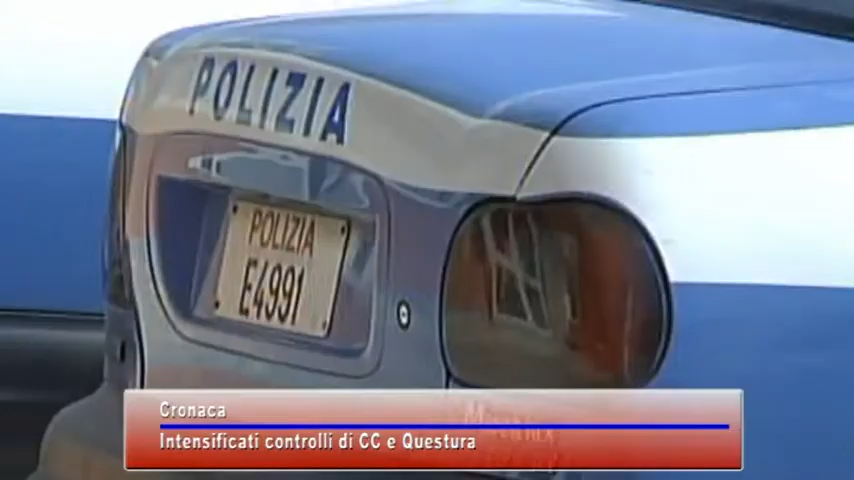 POLIZIA
POLIZIA
E4991
Cronaca
Intensificati controlli di CC e Questura